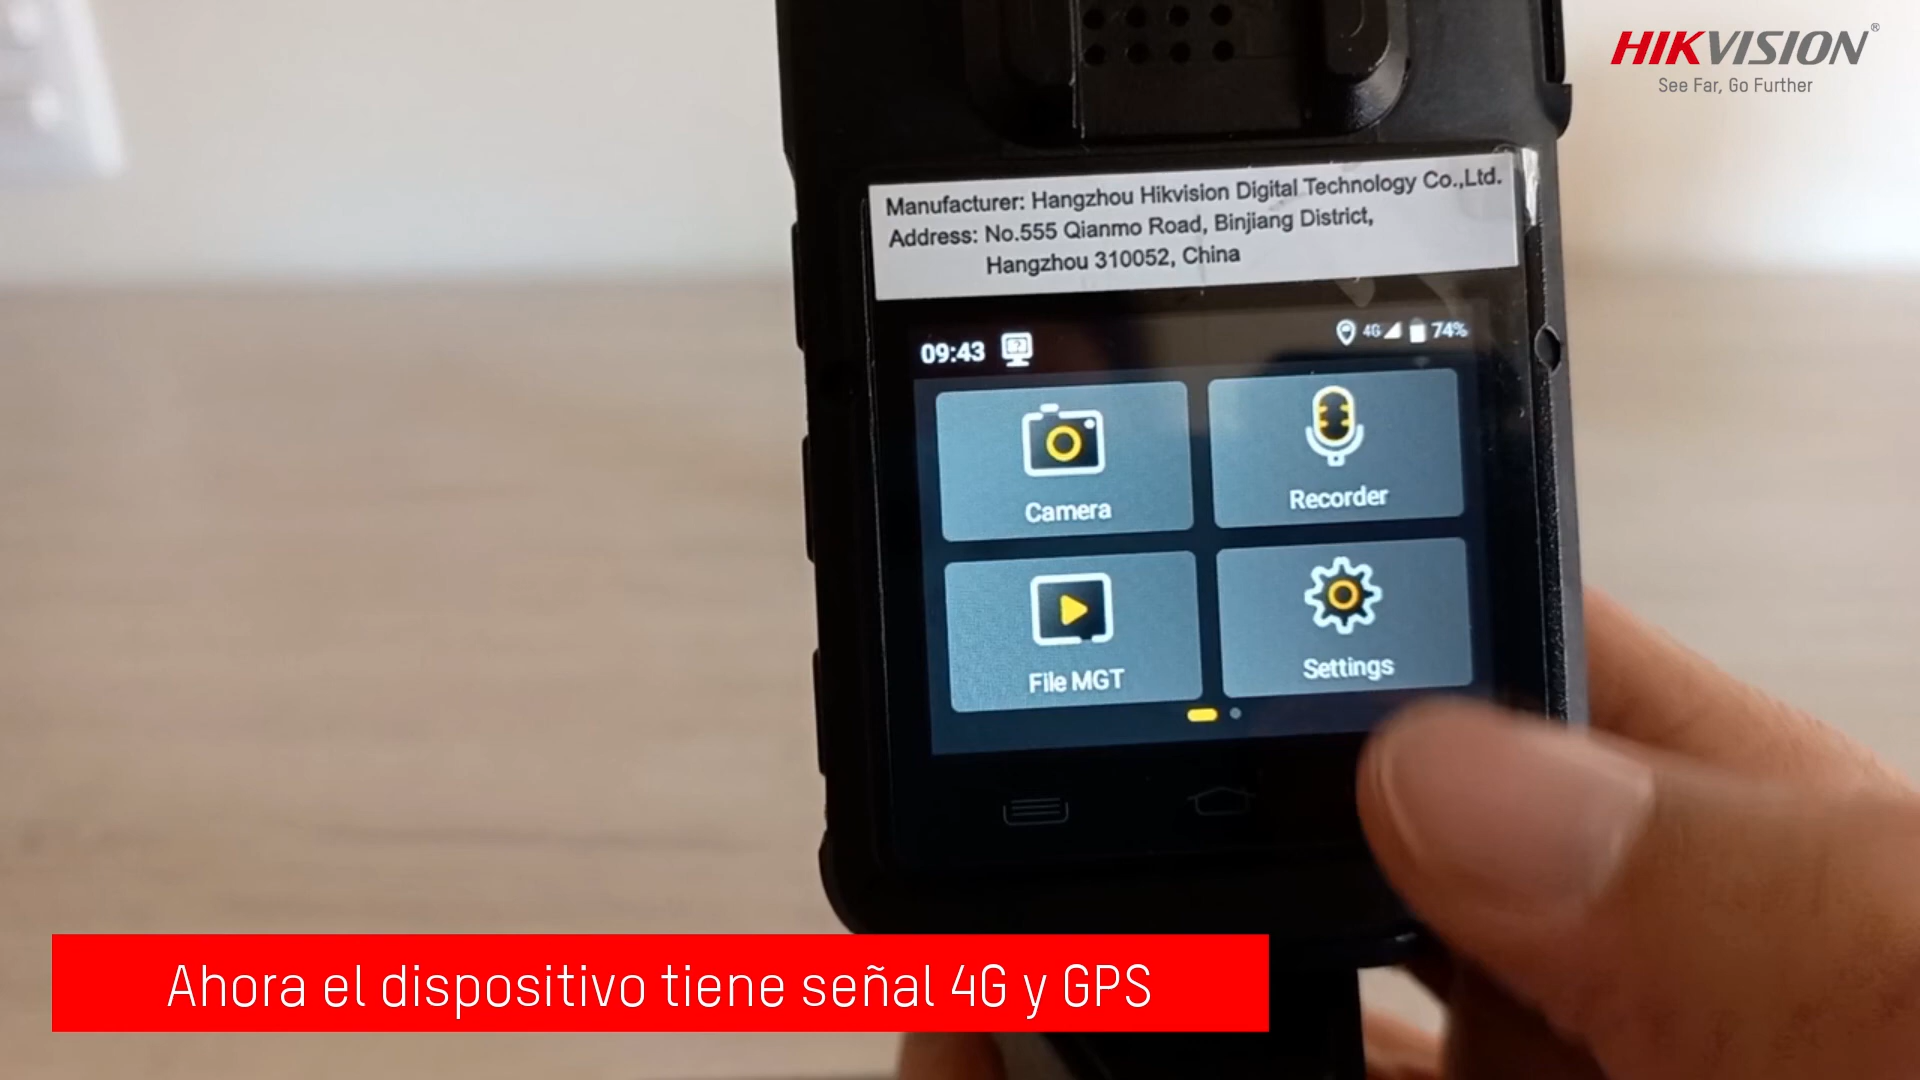 HIKVISION®
See Far, Go Further
Manufacturer: Hangzhou Hikvision Digital Technology Co.,Ltd.
Address: No.555 Qianmo Road, Binjiang District,
Hangzhou 310052, China
09:43
4G 74%
Camera
Recorder
File MGT
Settings
Ahora el dispositivo tiene señal 4G y GPS